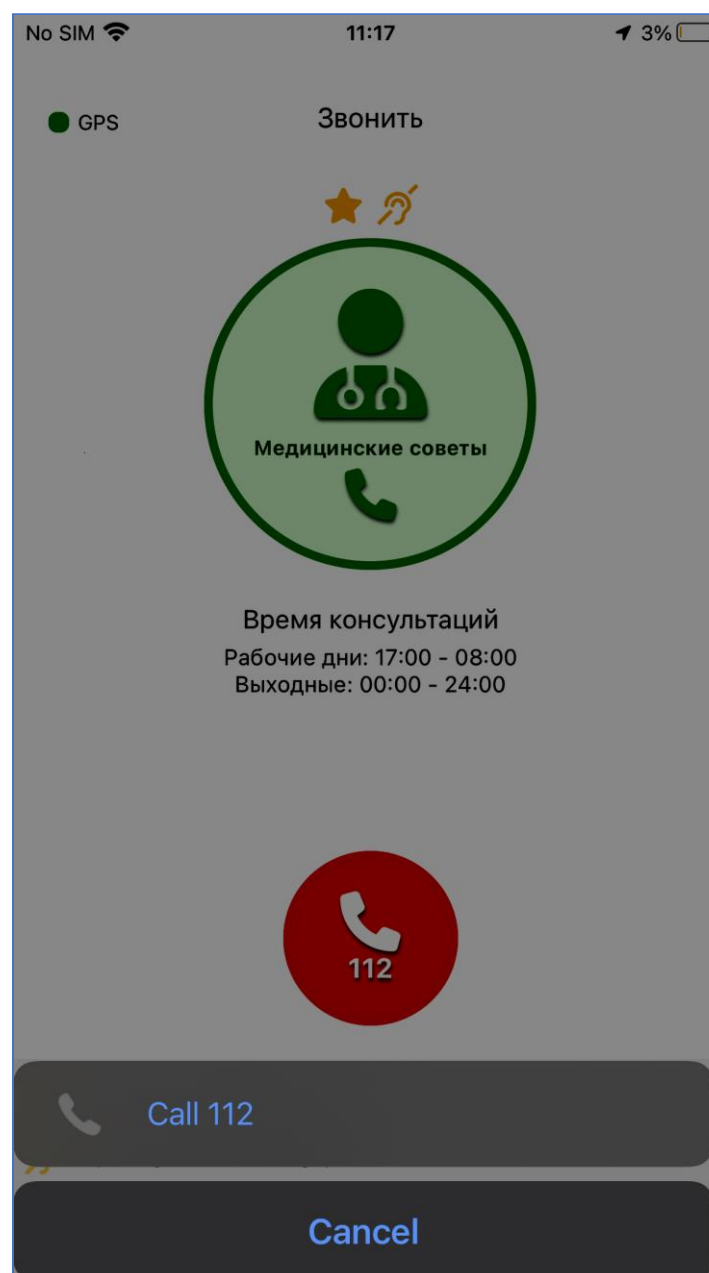 No SIM 11:17 3%
GPS Звонить
Медицинские советы
Время консультаций
Рабочие дни: 17:00 - 08:00
Выходные: 00:00 - 24:00
112
Call 112
Cancel